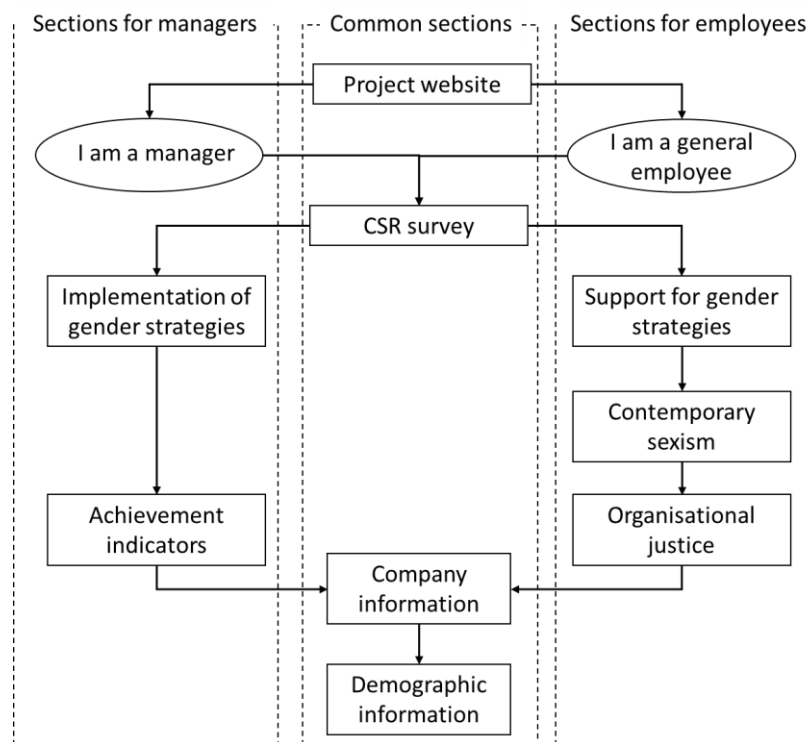 Sections for managers
Common sections
Sections for employees
Project website
I am a manager
I am a general
employee
CSR survey
Implementation of
gender strategies
Support for gender
strategies
Contemporary
sexism
Achievement
indicators
Organisational
justice
Company
information
Demographic
information